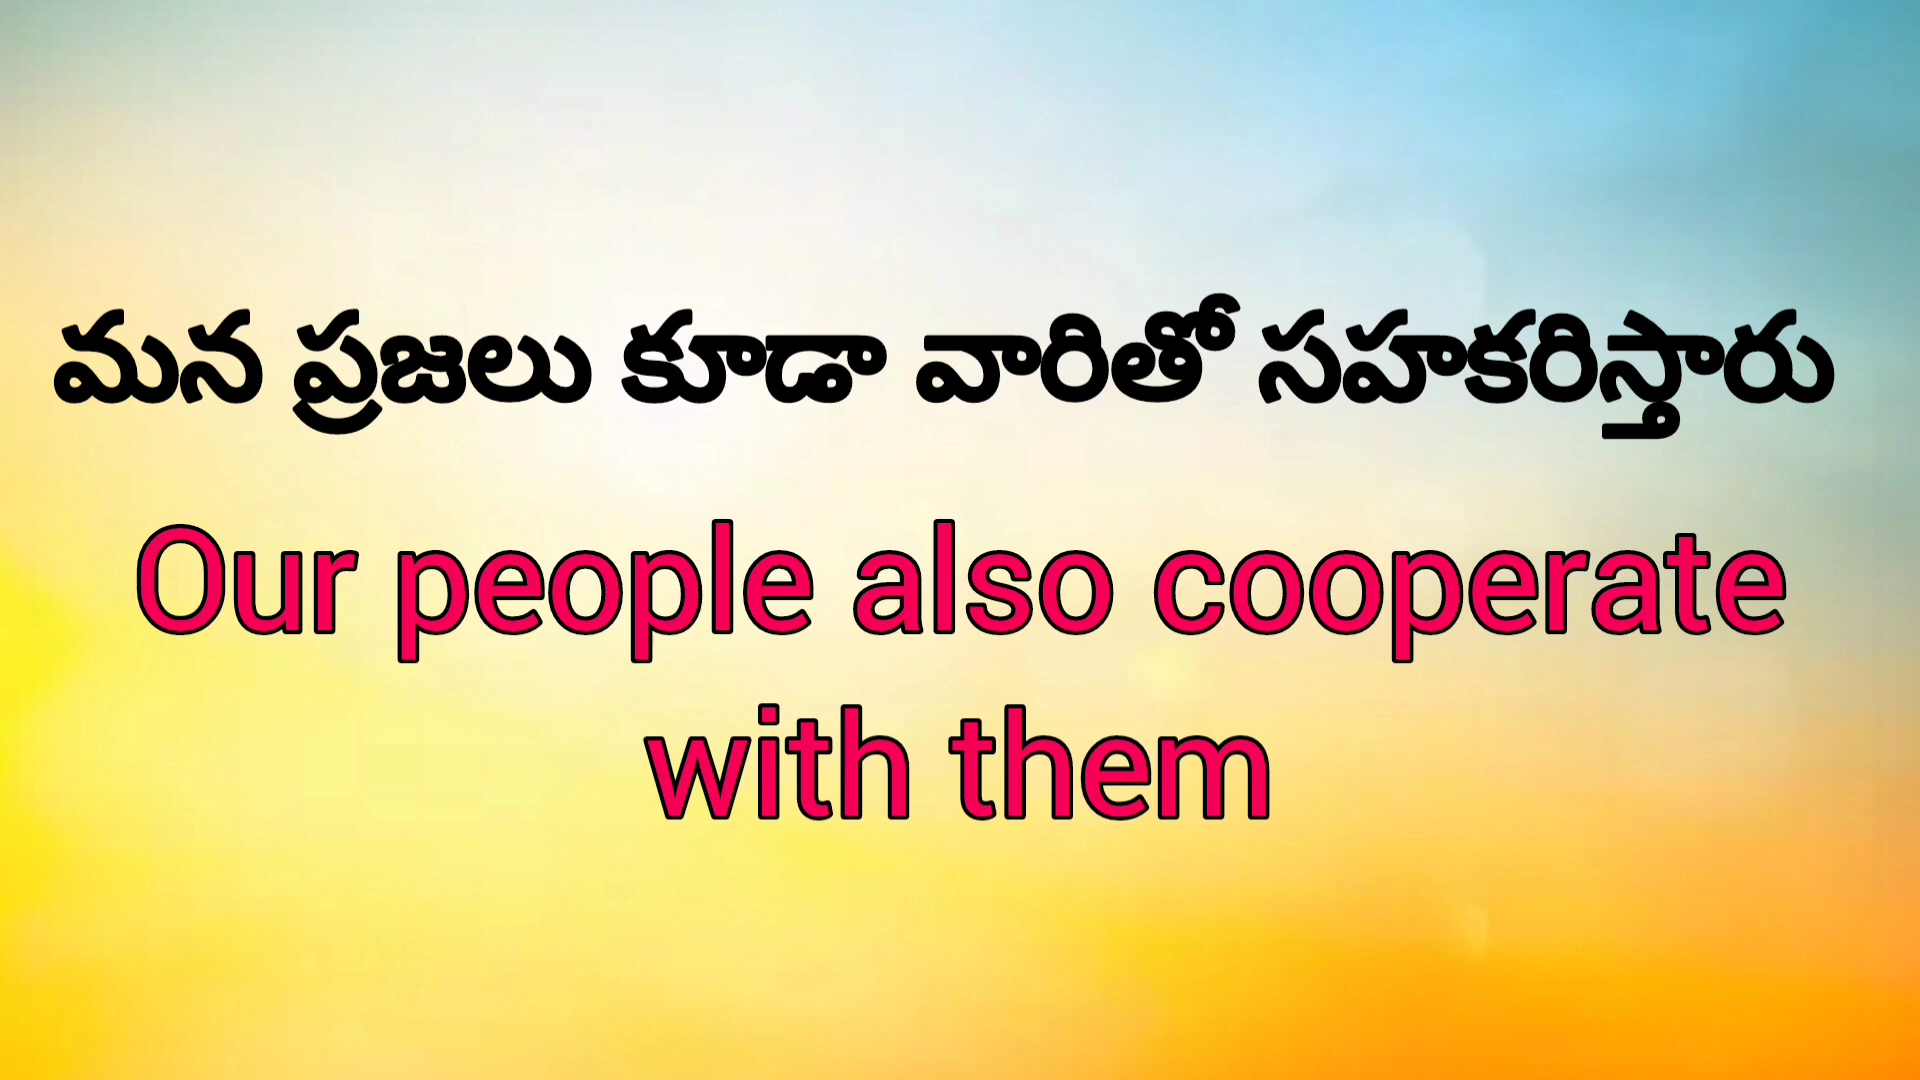 మన ప్రజలు కూడా వారితో సహకరిస్తారు
Our people also cooperate
with them